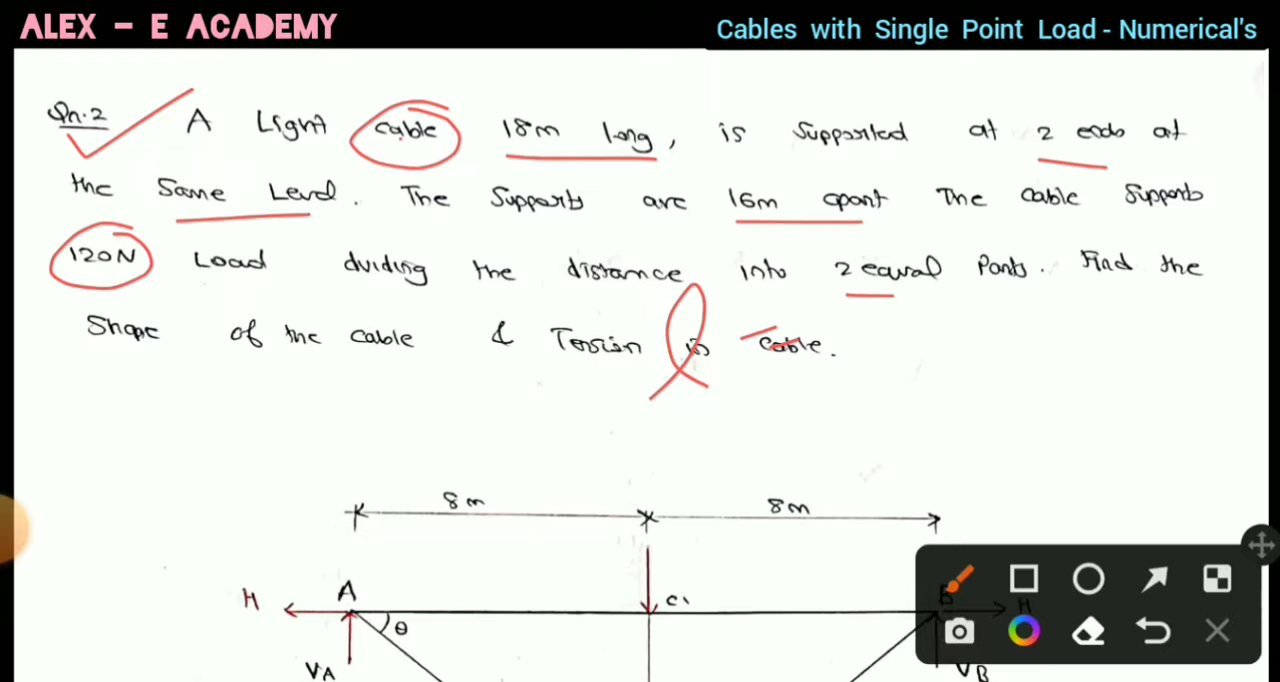 ALEX - E ACADEMY
Cables with Single Point Load - Numerical's
Qn.2 A Light cable 18m long, is supported at 2 ends at
the Same Level. The Supports are 16m apart The cable Supports
120N Load dividing the distance into 2 equal Parts. Find the
Shape of the cable & Tension in cable.
8m 8m
H A C1 B H
θ
VA VB